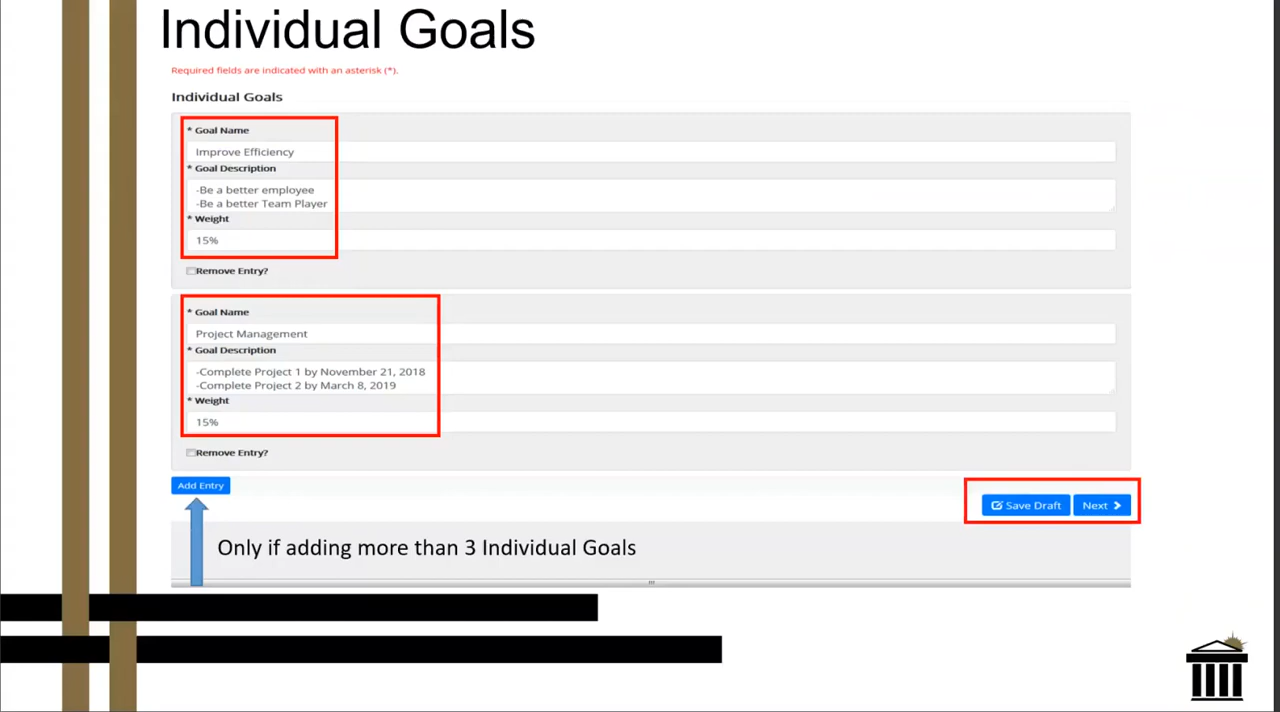 Individual Goals
Required fields are indicated with an asterisk (*).
Individual Goals
* Goal Name
Improve Efficiency
* Goal Description
-Be a better employee
-Be a better Team Player
* Weight
15%
Remove Entry?
* Goal Name
Project Management
* Goal Description
-Complete Project 1 by November 21, 2018
-Complete Project 2 by March 8, 2019
* Weight
15%
Remove Entry?
Add Entry
Save Draft
Next
Only if adding more than 3 Individual Goals